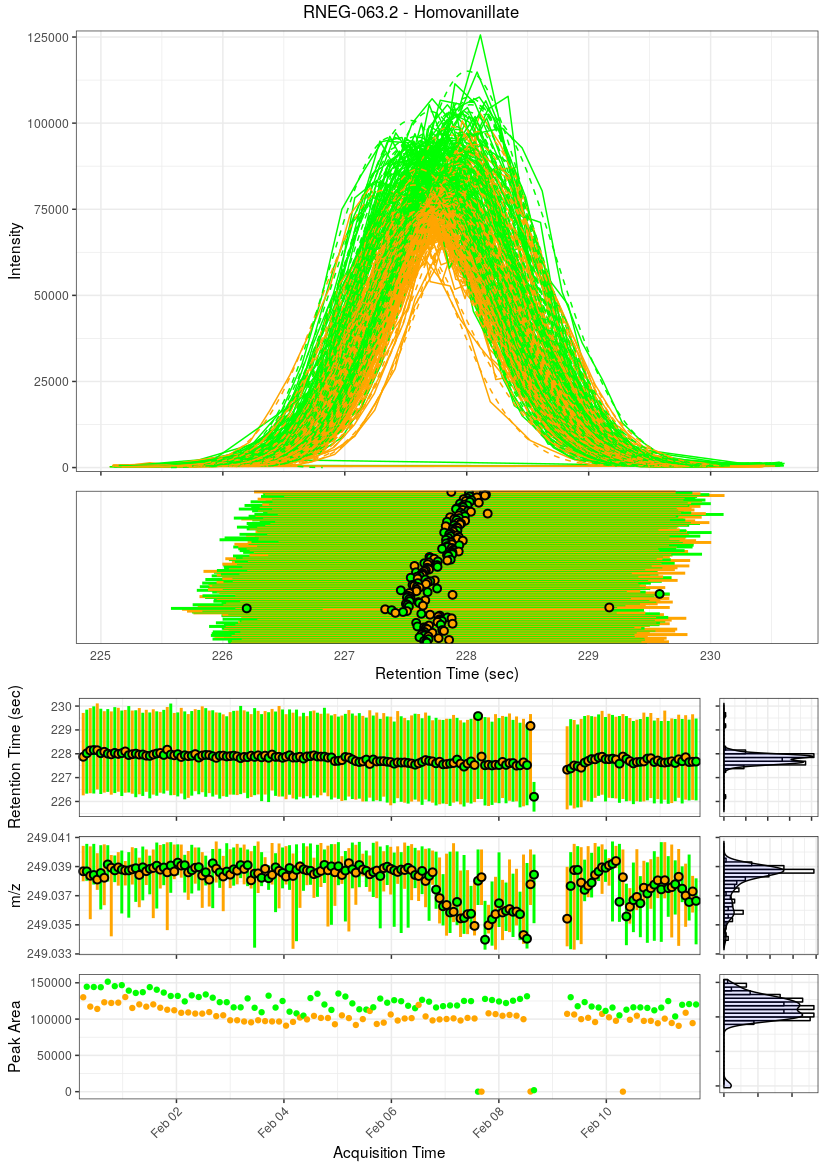 RNEG-063.2 - Homovanillate
125000
100000
75000
50000
25000
0
Intensity
225 226 227 228 229 230
Retention Time (sec)
230
229
228
227
226
Retention Time (sec)
249.041
249.039
249.037
249.035
249.033
m/z
150000
100000
50000
0
Peak Area
Feb 02 Feb 04 Feb 06 Feb 08 Feb 10
Acquisition Time